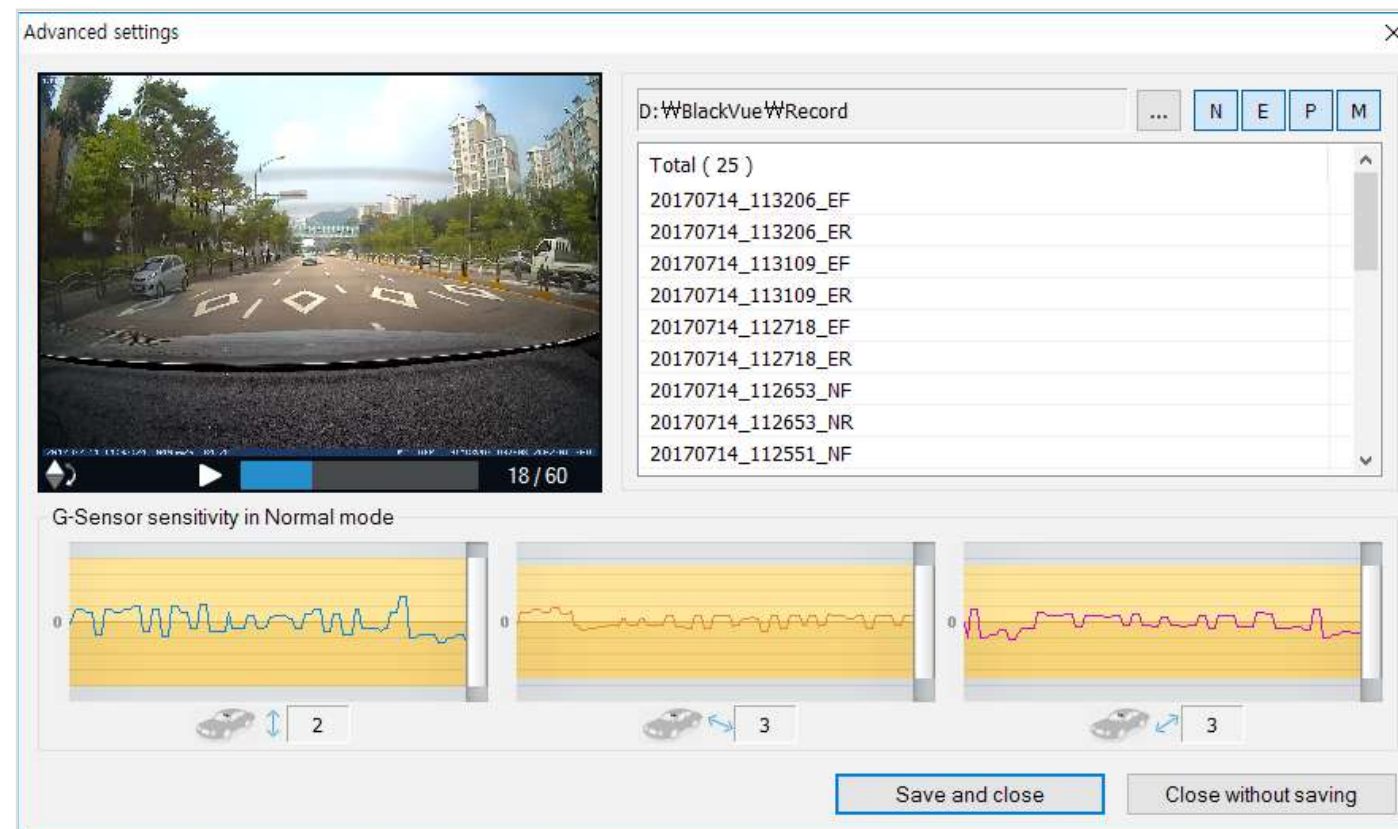 Advanced settings
D:₩BlackVue₩Record
... N E P M
Total ( 25 )
20170714_113206_EF
20170714_113206_ER
20170714_113109_EF
20170714_113109_ER
20170714_112718_EF
20170714_112718_ER
20170714_112653_NF
20170714_112653_NR
20170714_112551_NF
18 / 60
G-Sensor sensitivity in Normal mode
0 0 0
2 3 3
Save and close Close without saving